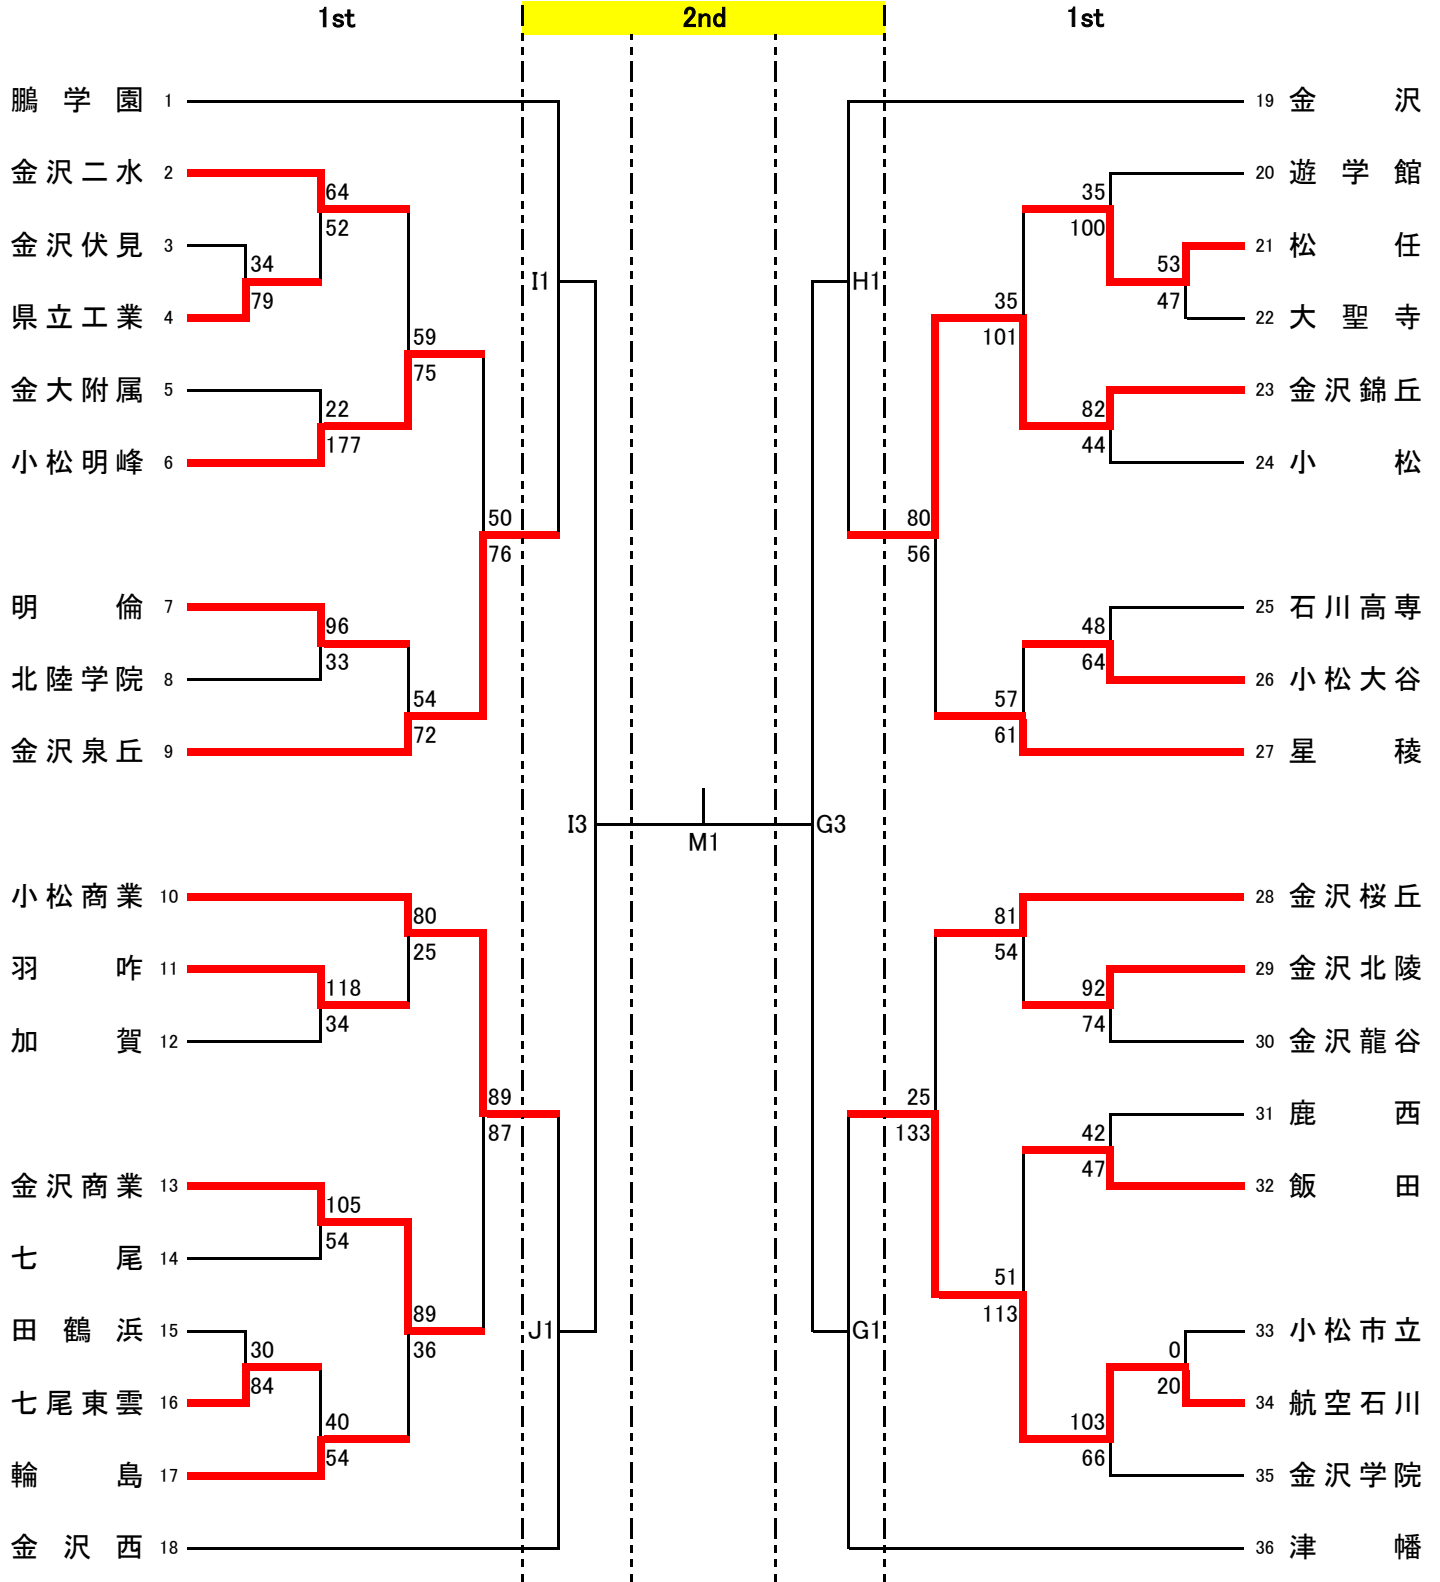 1st 2nd 1st
鵬学園 1
金沢二水 2
64
52
金沢伏見 3
34
79
県立工業 4
59
75
金大附属 5
22
177
小松明峰 6
50
76
明倫 7
96
33
北陸学院 8
54
72
金沢泉丘 9
小松商業 10
80
25
羽咋 11
118
34
加賀 12
89
87
金沢商業 13
105
54
七尾 14
89
36
田鶴浜 15
30
84
七尾東雲 16
40
54
輪島 17
金沢西 18
I1
I3
J1
M1
H1
G3
G1
19 金沢
20 遊学館
35
100
21 松任
53
47
22 大聖寺
35
101
23 金沢錦丘
82
44
24 小松
80
56
25 石川高専
48
64
26 小松大谷
57
61
27 星稜
28 金沢桜丘
81
54
29 金沢北陵
92
74
30 金沢龍谷
25
133
31 鹿西
42
47
32 飯田
51
113
33 小松市立
0
20
34 航空石川
103
66
35 金沢学院
36 津幡